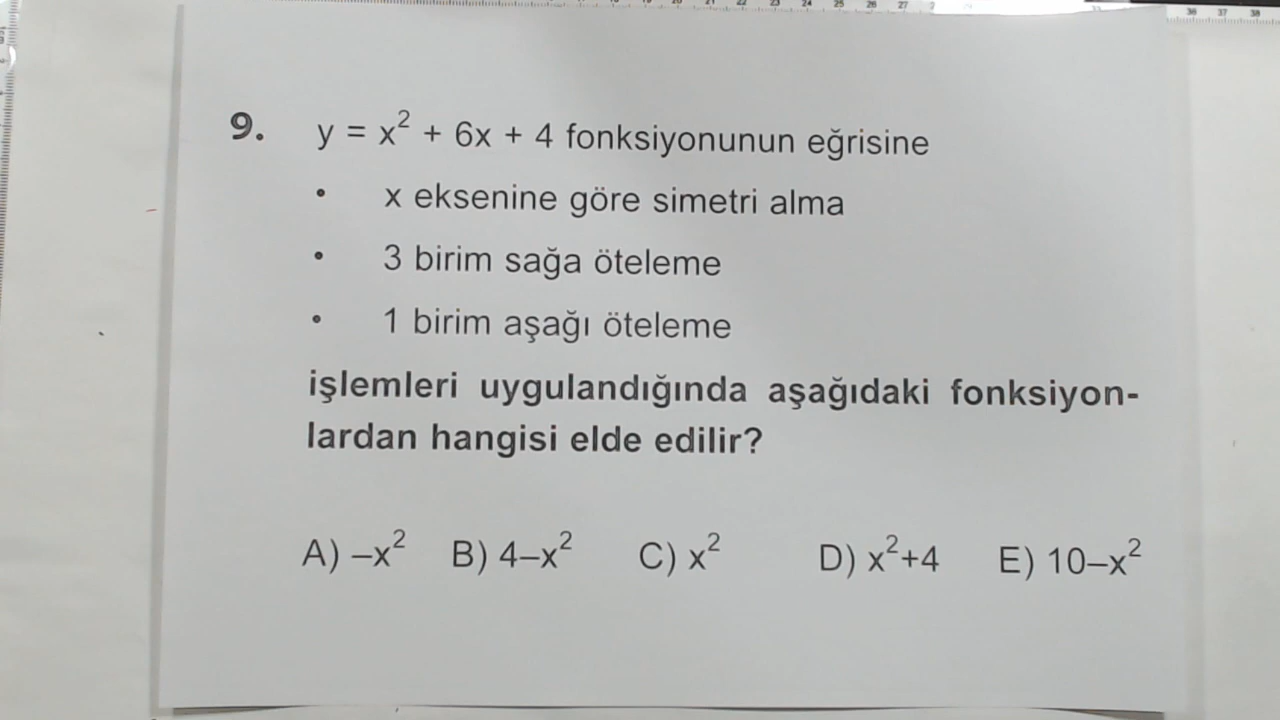 9. y = x² + 6x + 4 fonksiyonunun eğrisine
• x eksenine göre simetri alma
• 3 birim sağa öteleme
• 1 birim aşağı öteleme
işlemleri uygulandığında aşağıdaki fonksiyon-
lardan hangisi elde edilir?
A) –x² B) 4–x² C) x² D) x²+4 E) 10–x²